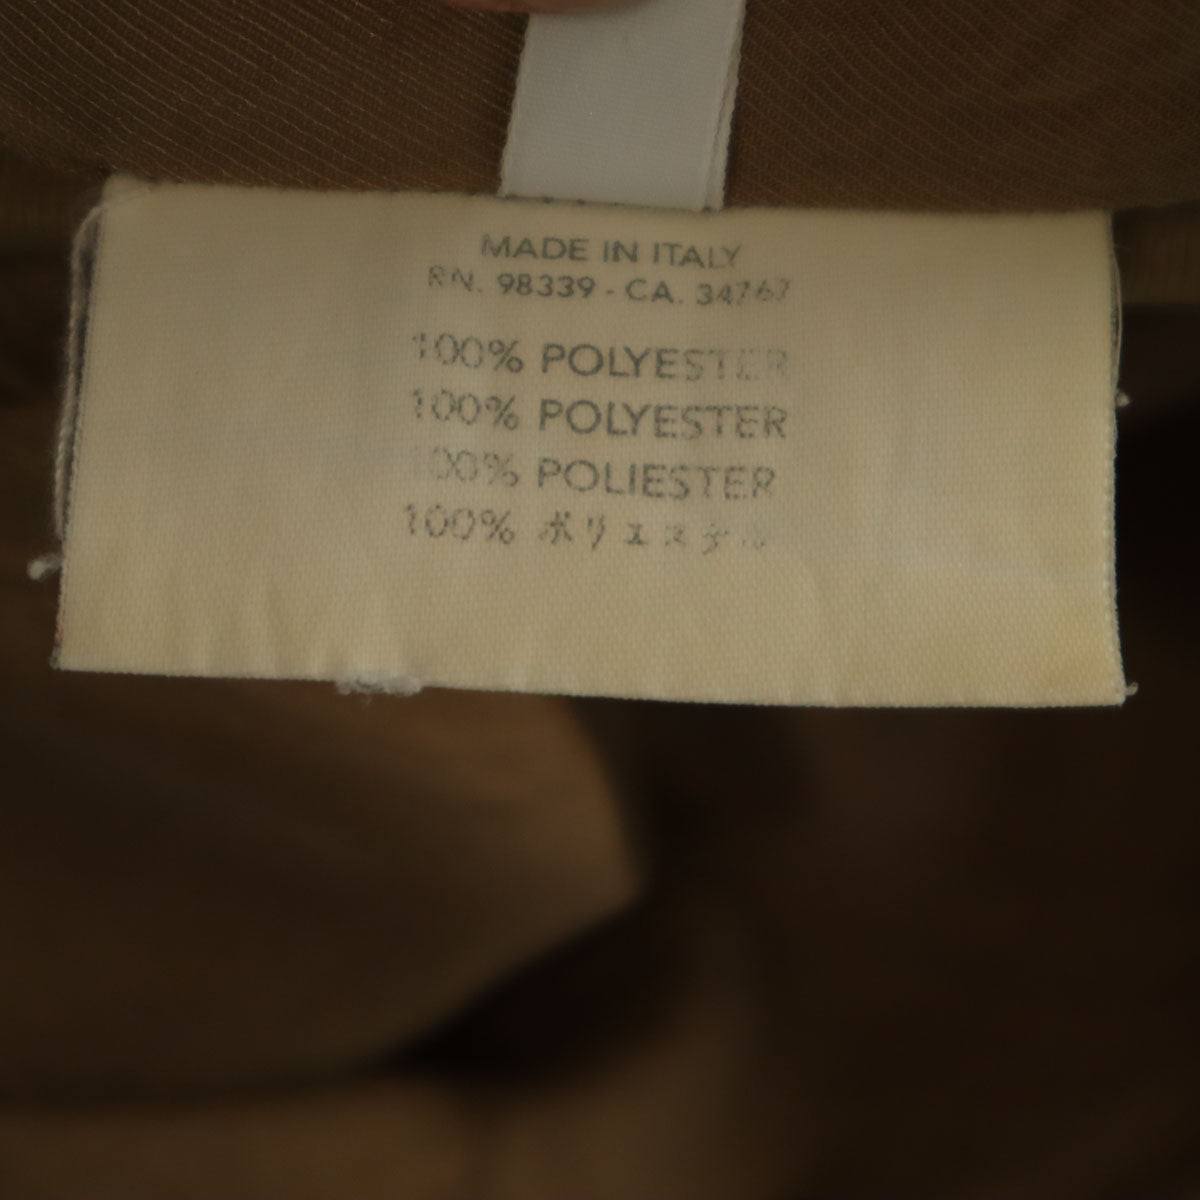 MADE IN ITALY
RN. 98339 - CA. 34767
100% POLYESTER
100% POLYESTER
100% POLIESTER
100% ポリエステル